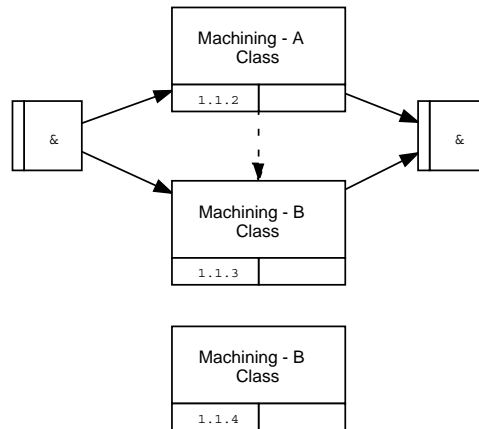 Machining - A
Class
1.1.2
&
&
Machining - B
Class
1.1.3
Machining - B
Class
1.1.4